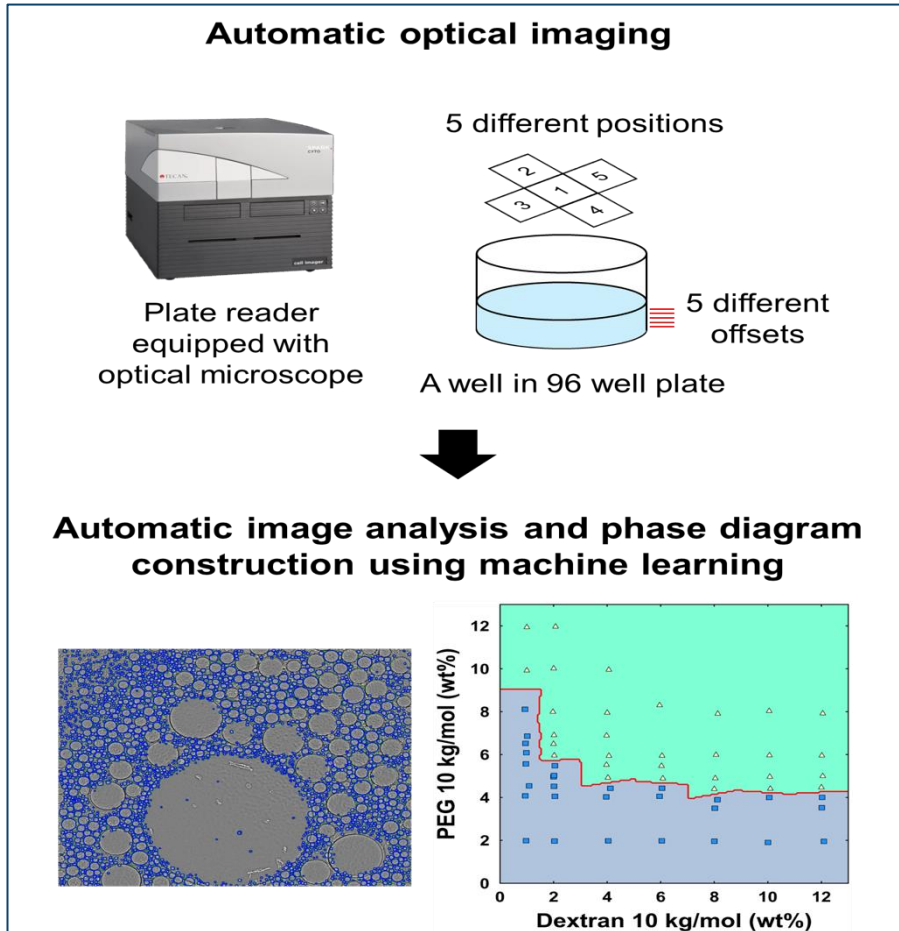 Automatic optical imaging
5 different positions
2
5
1
3
4
TECAN
cell imager
Plate reader
equipped with
optical microscope
5 different
offsets
A well in 96 well plate
Automatic image analysis and phase diagram
construction using machine learning
PEG 10 kg/mol (wt%)
12
10
8
6
4
2
0
0 2 4 6 8 10 12
Dextran 10 kg/mol (wt%)